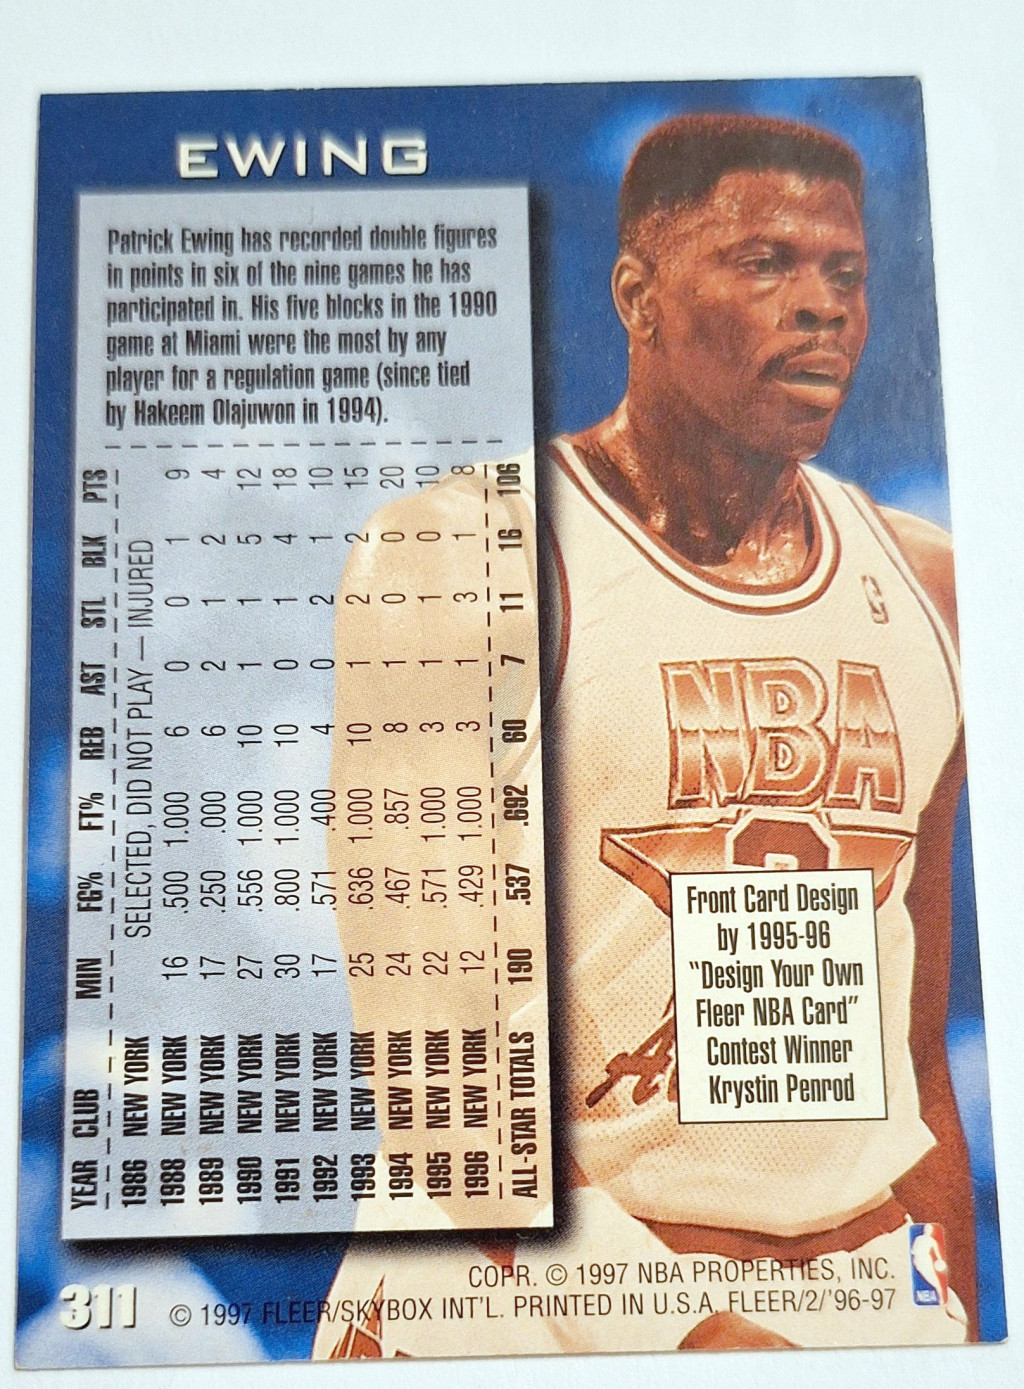 EWING
Patrick Ewing has recorded double figures
in points in six of the nine games he has
participated in. His five blocks in the 1990
game at Miami were the most by any
player for a regulation game (since tied
by Hakeem Olajuwon in 1994).
YEAR CLUB MIN FG% FT% REB AST STL BLK PTS
1986 NEW YORK SELECTED, DID NOT PLAY — INJURED
1988 NEW YORK 16 .500 1.000 6 0 0 1 9
1989 NEW YORK 17 .250 .000 6 2 1 2 4
1990 NEW YORK 27 .556 1.000 10 1 1 5 12
1991 NEW YORK 30 .800 1.000 10 0 1 4 18
1992 NEW YORK 17 .571 .400 4 0 2 1 10
1993 NEW YORK 25 .636 1.000 10 1 2 2 15
1994 NEW YORK 24 .467 .857 8 1 0 0 20
1995 NEW YORK 22 .571 1.000 3 1 1 0 10
1996 NEW YORK 12 .429 1.000 3 1 3 1 8
ALL-STAR TOTALS 190 .537 .692 60 7 11 16 106
NBA
Front Card Design
by 1995-96
"Design Your Own
Fleer NBA Card"
Contest Winner
Krystin Penrod
COPR. © 1997 NBA PROPERTIES, INC.
311 © 1997 FLEER/SKYBOX INT'L. PRINTED IN U.S.A. FLEER/2/'96-97
NBA